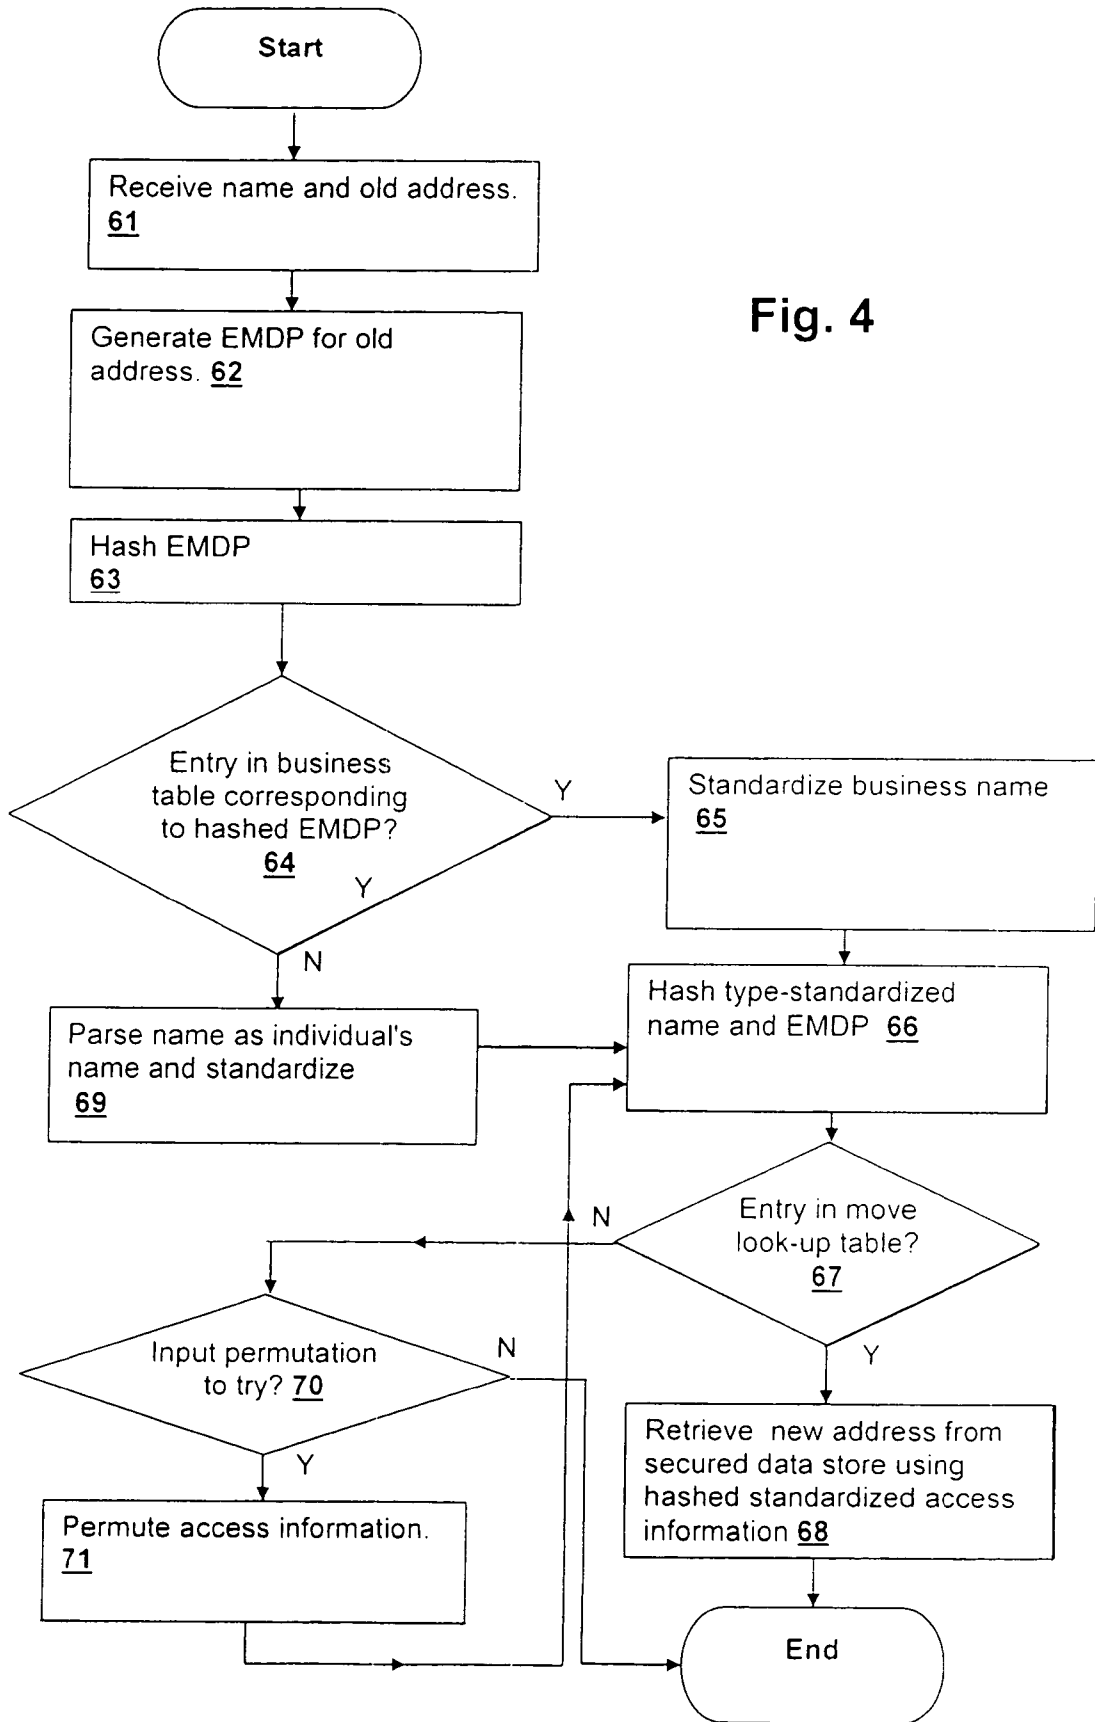 Start
Receive name and old address.
61
Fig. 4
Generate EMDP for old
address. 62
Hash EMDP
63
Entry in business
table corresponding
to hashed EMDP?
64
Y
Y
N
Standardize business name
65
Hash type-standardized
name and EMDP 66
Parse name as individual's
name and standardize
69
Entry in move
look-up table?
67
N
Y
Input permutation
to try? 70
N
Y
Retrieve new address from
secured data store using
hashed standardized access
information 68
Permute access information.
71
End